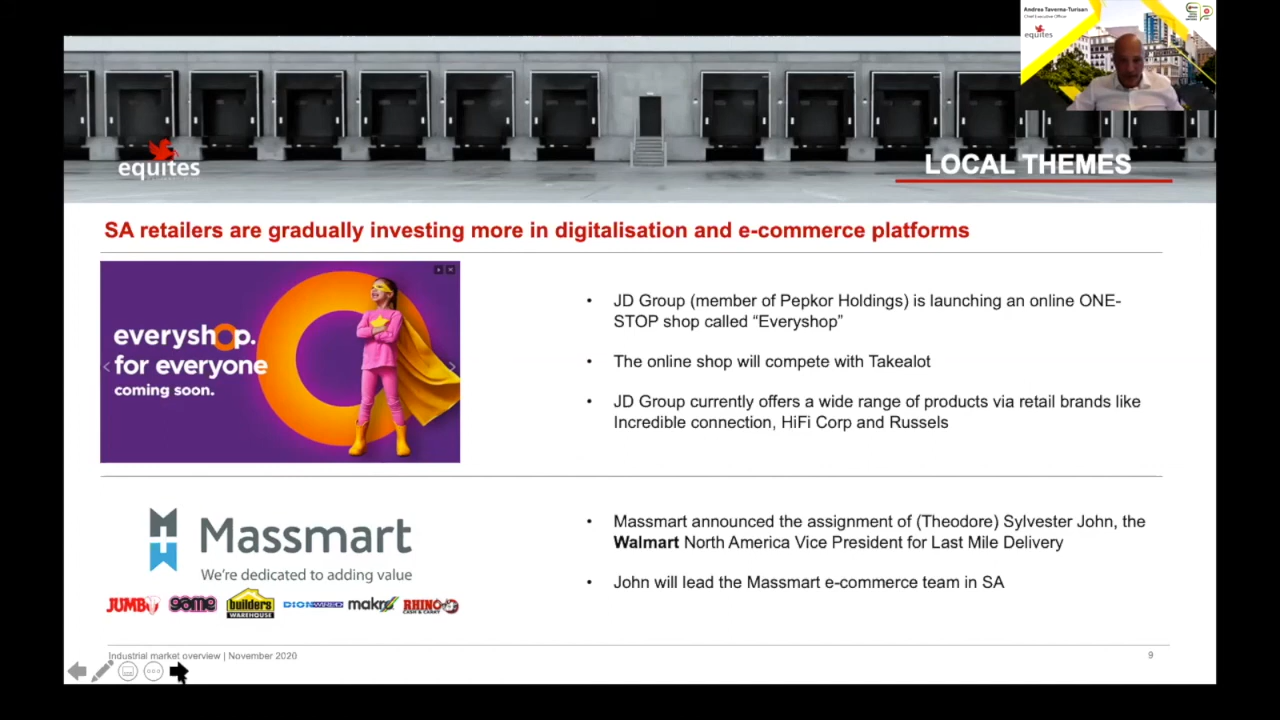 Andrea Taverna-Turisan
Chief Executive Officer
equites
equites
LOCAL THEMES
SA retailers are gradually investing more in digitalisation and e-commerce platforms
everyshop.
for everyone
coming soon.
• JD Group (member of Pepkor Holdings) is launching an online ONE-
STOP shop called “Everyshop”
• The online shop will compete with Takealot
• JD Group currently offers a wide range of products via retail brands like
Incredible connection, HiFi Corp and Russels
Massmart
We're dedicated to adding value
JUMBO game builders WAREHOUSE DIONWIRED makro RHINO CASH & CARRY
• Massmart announced the assignment of (Theodore) Sylvester John, the
Walmart North America Vice President for Last Mile Delivery
• John will lead the Massmart e-commerce team in SA
Industrial market overview | November 2020
9